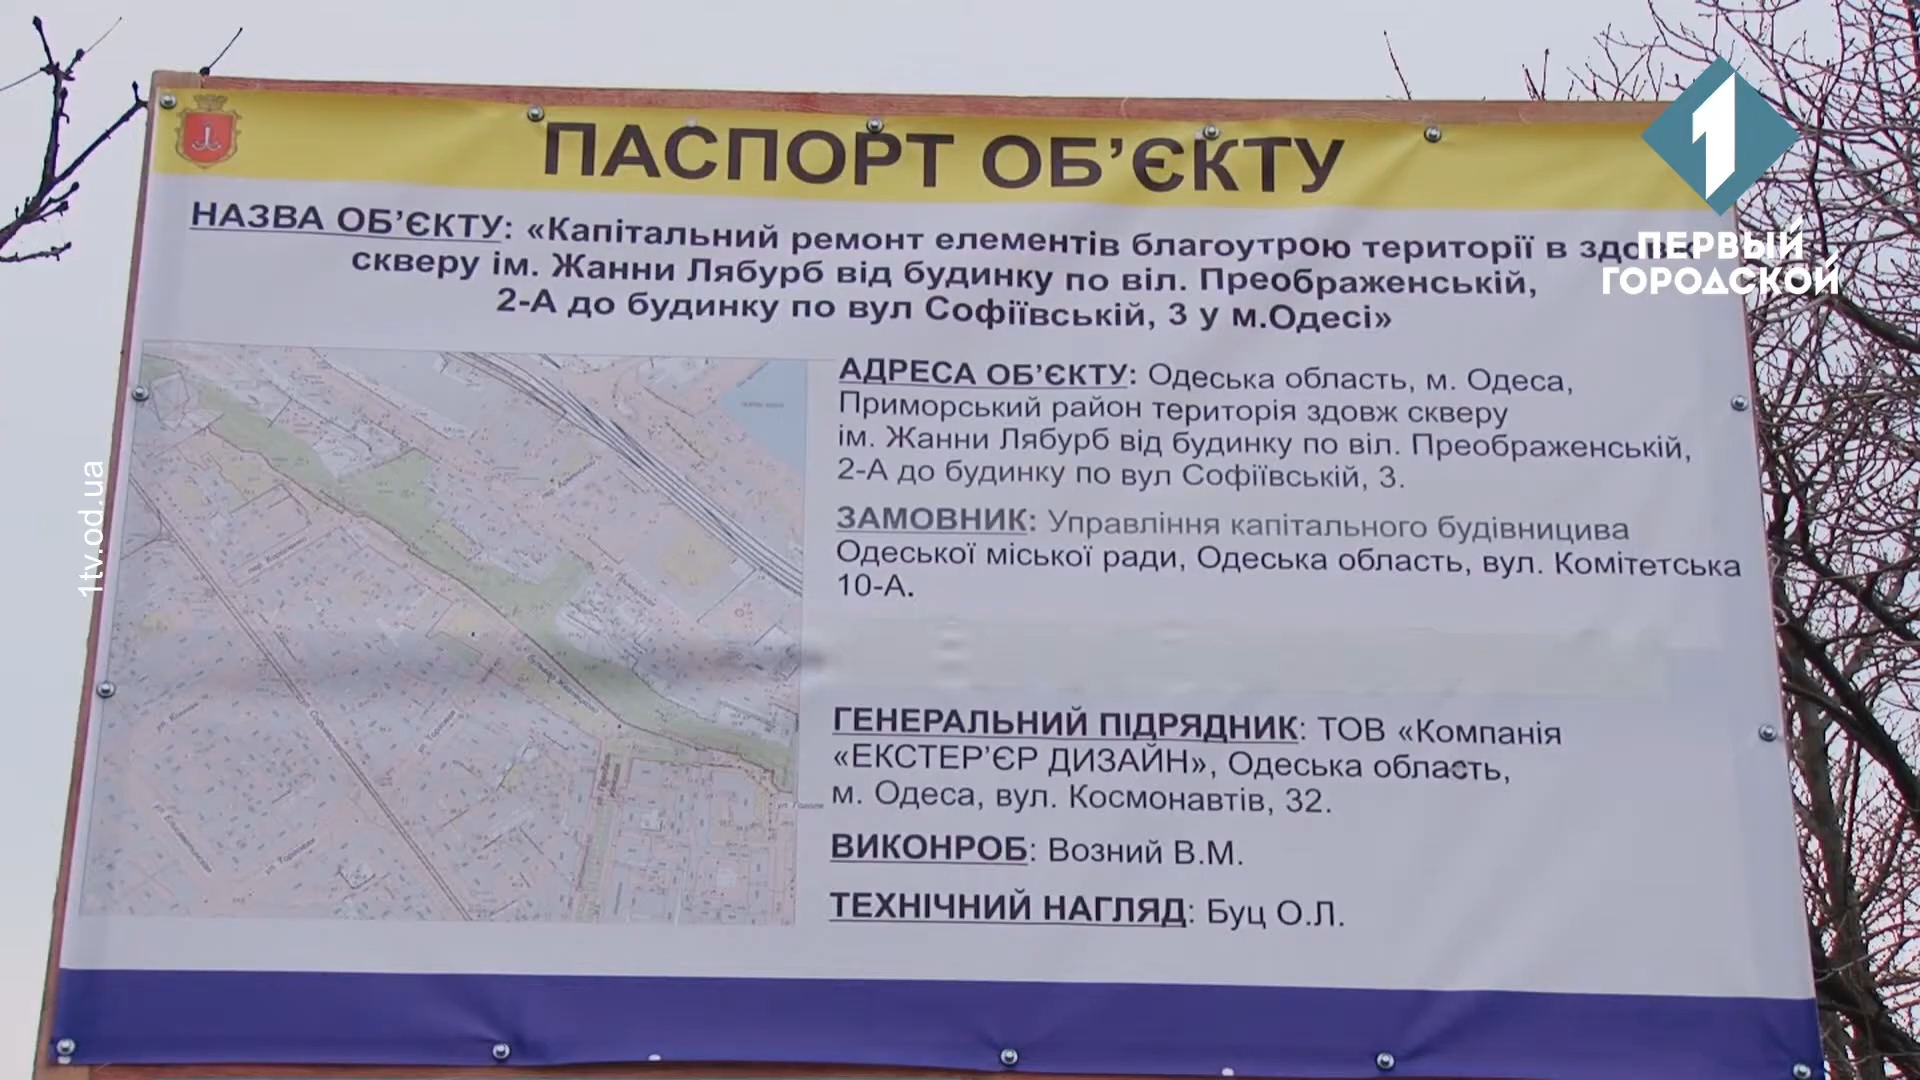 ПАСПОРТ ОБ’ЄКТУ
НАЗВА ОБ’ЄКТУ: «Капітальний ремонт елементів благоутрою території в
скверу ім. Жанни Лябурб від будинку по віл. Преображенській,
2-А до будинку по вул Софіївській, 3 у м.Одесі»
АДРЕСА ОБ’ЄКТУ: Одеська область, м. Одеса,
Приморський район територія здовж скверу
ім. Жанни Лябурб від будинку по віл. Преображенській,
2-А до будинку по вул Софіївській, 3.
ЗАМОВНИК: Управління капітального будівницива
Одеської міської ради, Одеська область, вул. Комітетська
10-А.
ГЕНЕРАЛЬНИЙ ПІДРЯДНИК: ТОВ «Компанія
«ЕКСТЕР’ЄР ДИЗАЙН», Одеська область,
м. Одеса, вул. Космонавтів, 32.
ВИКОНРОБ: Возний В.М.
ТЕХНІЧНИЙ НАГЛЯД: Буц О.Л.
1
ПЕРВЫЙ
ГОРОДСКОЙ
1tv.od.ua